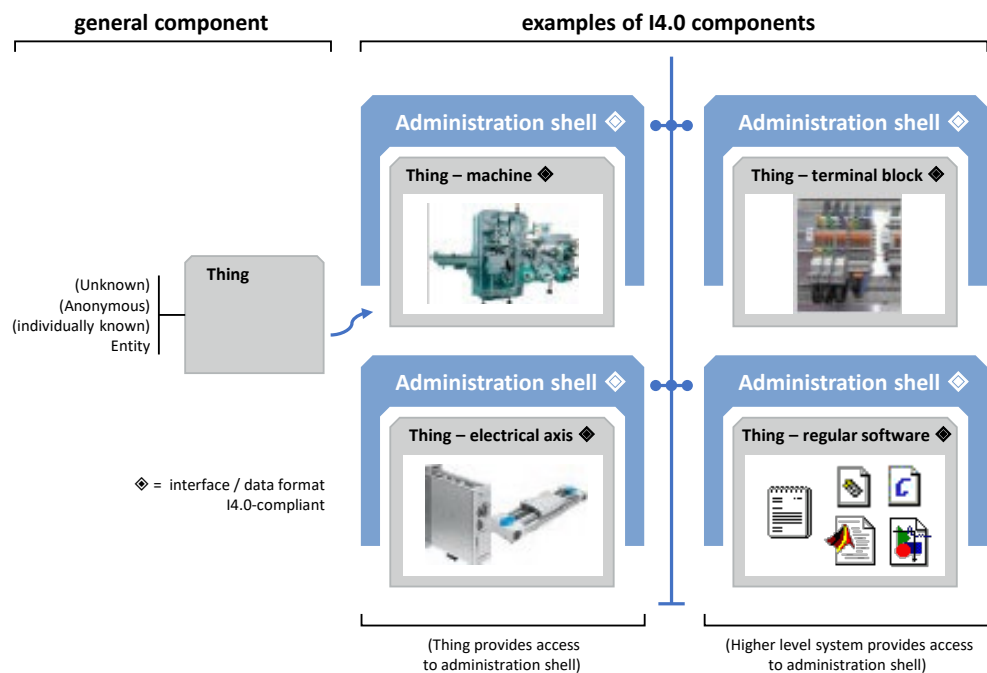 general component
examples of I4.0 components
Administration shell
Administration shell
Thing – machine
Thing – terminal block
Thing
(Unknown)
(Anonymous)
(individually known)
Entity
Administration shell
Administration shell
Thing – electrical axis
Thing – regular software
= interface / data format
I4.0-compliant
C
(Thing provides access
to administration shell)
(Higher level system provides access
to administration shell)